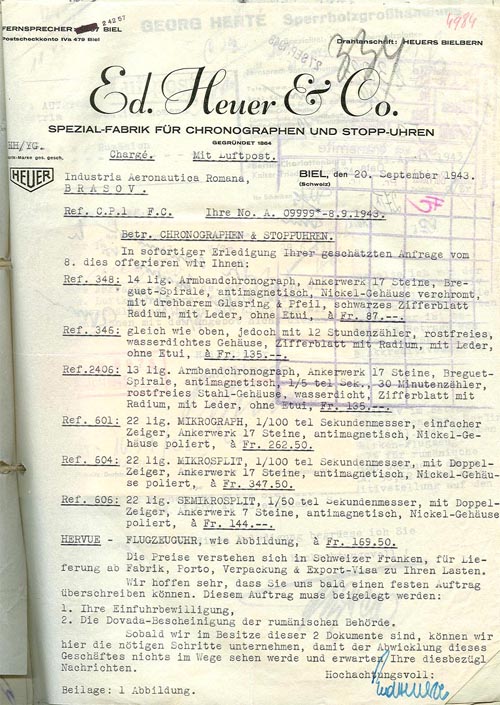 GEORG HERTE Sperrholzgroßhandlung
4984
FERNSPRECHER 2 42 57 BIEL
Postscheckkonto IVa 479 Biel
Drahtanschrift: HEUERS BIELBERN
Ed. Heuer & Co.
SPEZIAL-FABRIK FÜR CHRONOGRAPHEN UND STOPP-UHREN
GEGRÜNDET 1864
HH/YG.
Chargé. - Mit Luftpost.
HEUER
Industria Aeronautica Romana,
BRASOV.
BIEL, den 20. September 1943.
(Schweiz)
Ref. C.P.1 F.C. Ihre No. A. 09999*-8.9.1943.
Betr. CHRONOGRAPHEN & STOPPUHREN.
In sofortiger Erledigung Ihrer geschätzten Anfrage vom
8. dies offerieren wir Ihnen:
Ref. 348: 14 lig. Armbandchronograph, Ankerwerk 17 Steine, Bre-
guet-Spirale, antimagnetisch, Nickel-Gehäuse verchromt,
mit drehbarem Glasring & Pfeil, schwarzes Zifferblatt
Radium, mit Leder, ohne Etui, à Fr. 87.--.
Ref. 346: gleich wie oben, jedoch mit 12 Stundenzähler, rostfreies,
wasserdichtes Gehäuse, Zifferblatt mit Radium, mit Leder,
ohne Etui, à Fr. 135.--.
Ref.2406: 13 lig. Armbandchronograph, Ankerwerk 17 Steine, Breguet-
Spirale, antimagnetisch, 1/5 tel Sek., 30 Minutenzähler,
rostfreies Stahl-Gehäuse, wasserdicht, Zifferblatt mit
Radium, mit Leder, ohne Etui, Fr. 135.--.
Ref. 601: 22 lig. MIKROGRAPH, 1/100 tel Sekundenmesser, einfacher
Zeiger, Ankerwerk 17 Steine, antimagnetisch, Nickel-Ge-
häuse poliert, à Fr. 262.50.
Ref. 604: 22 lig. MIKROSPLIT, 1/100 tel Sekundenmesser, mit Doppel-
Zeiger, Ankerwerk 17 Steine, antimagnetisch, Nickel-Gehäu-
se poliert, à Fr. 347.50.
Ref. 606: 22 lig. SEMIKROSPLIT, 1/50 tel Sekundenmesser, mit Doppel-
Zeiger, Ankerwerk 7 Steine, antimagnetisch, Nickel-Gehäuse
poliert, à Fr. 144.--.
HERVUE - FLUGZEUGUHR, wie Abbildung, à Fr. 169.50.
Die Preise verstehen sich in Schweizer Franken, für Lie-
ferung ab Fabrik, Porto, Verpackung & Export-Visa zu Ihren Lasten.
Wir hoffen sehr, dass Sie uns bald einen festen Auftrag
überschreiben können. Diesem Auftrag muss beigelegt werden:
1. Ihre Einfuhrbewilligung,
2. Die Dovada-Bescheinigung der rumänischen Behörde.
Sobald wir im Besitze dieser 2 Dokumente sind, können wir
hier die nötigen Schritte unternehmen, damit der Abwicklung dieses
Geschäftes nichts im Wege sehen werde und erwarten Ihre diesbezügl
Nachrichten.
Hochachtungsvoll:
Beilage: 1 Abbildung.